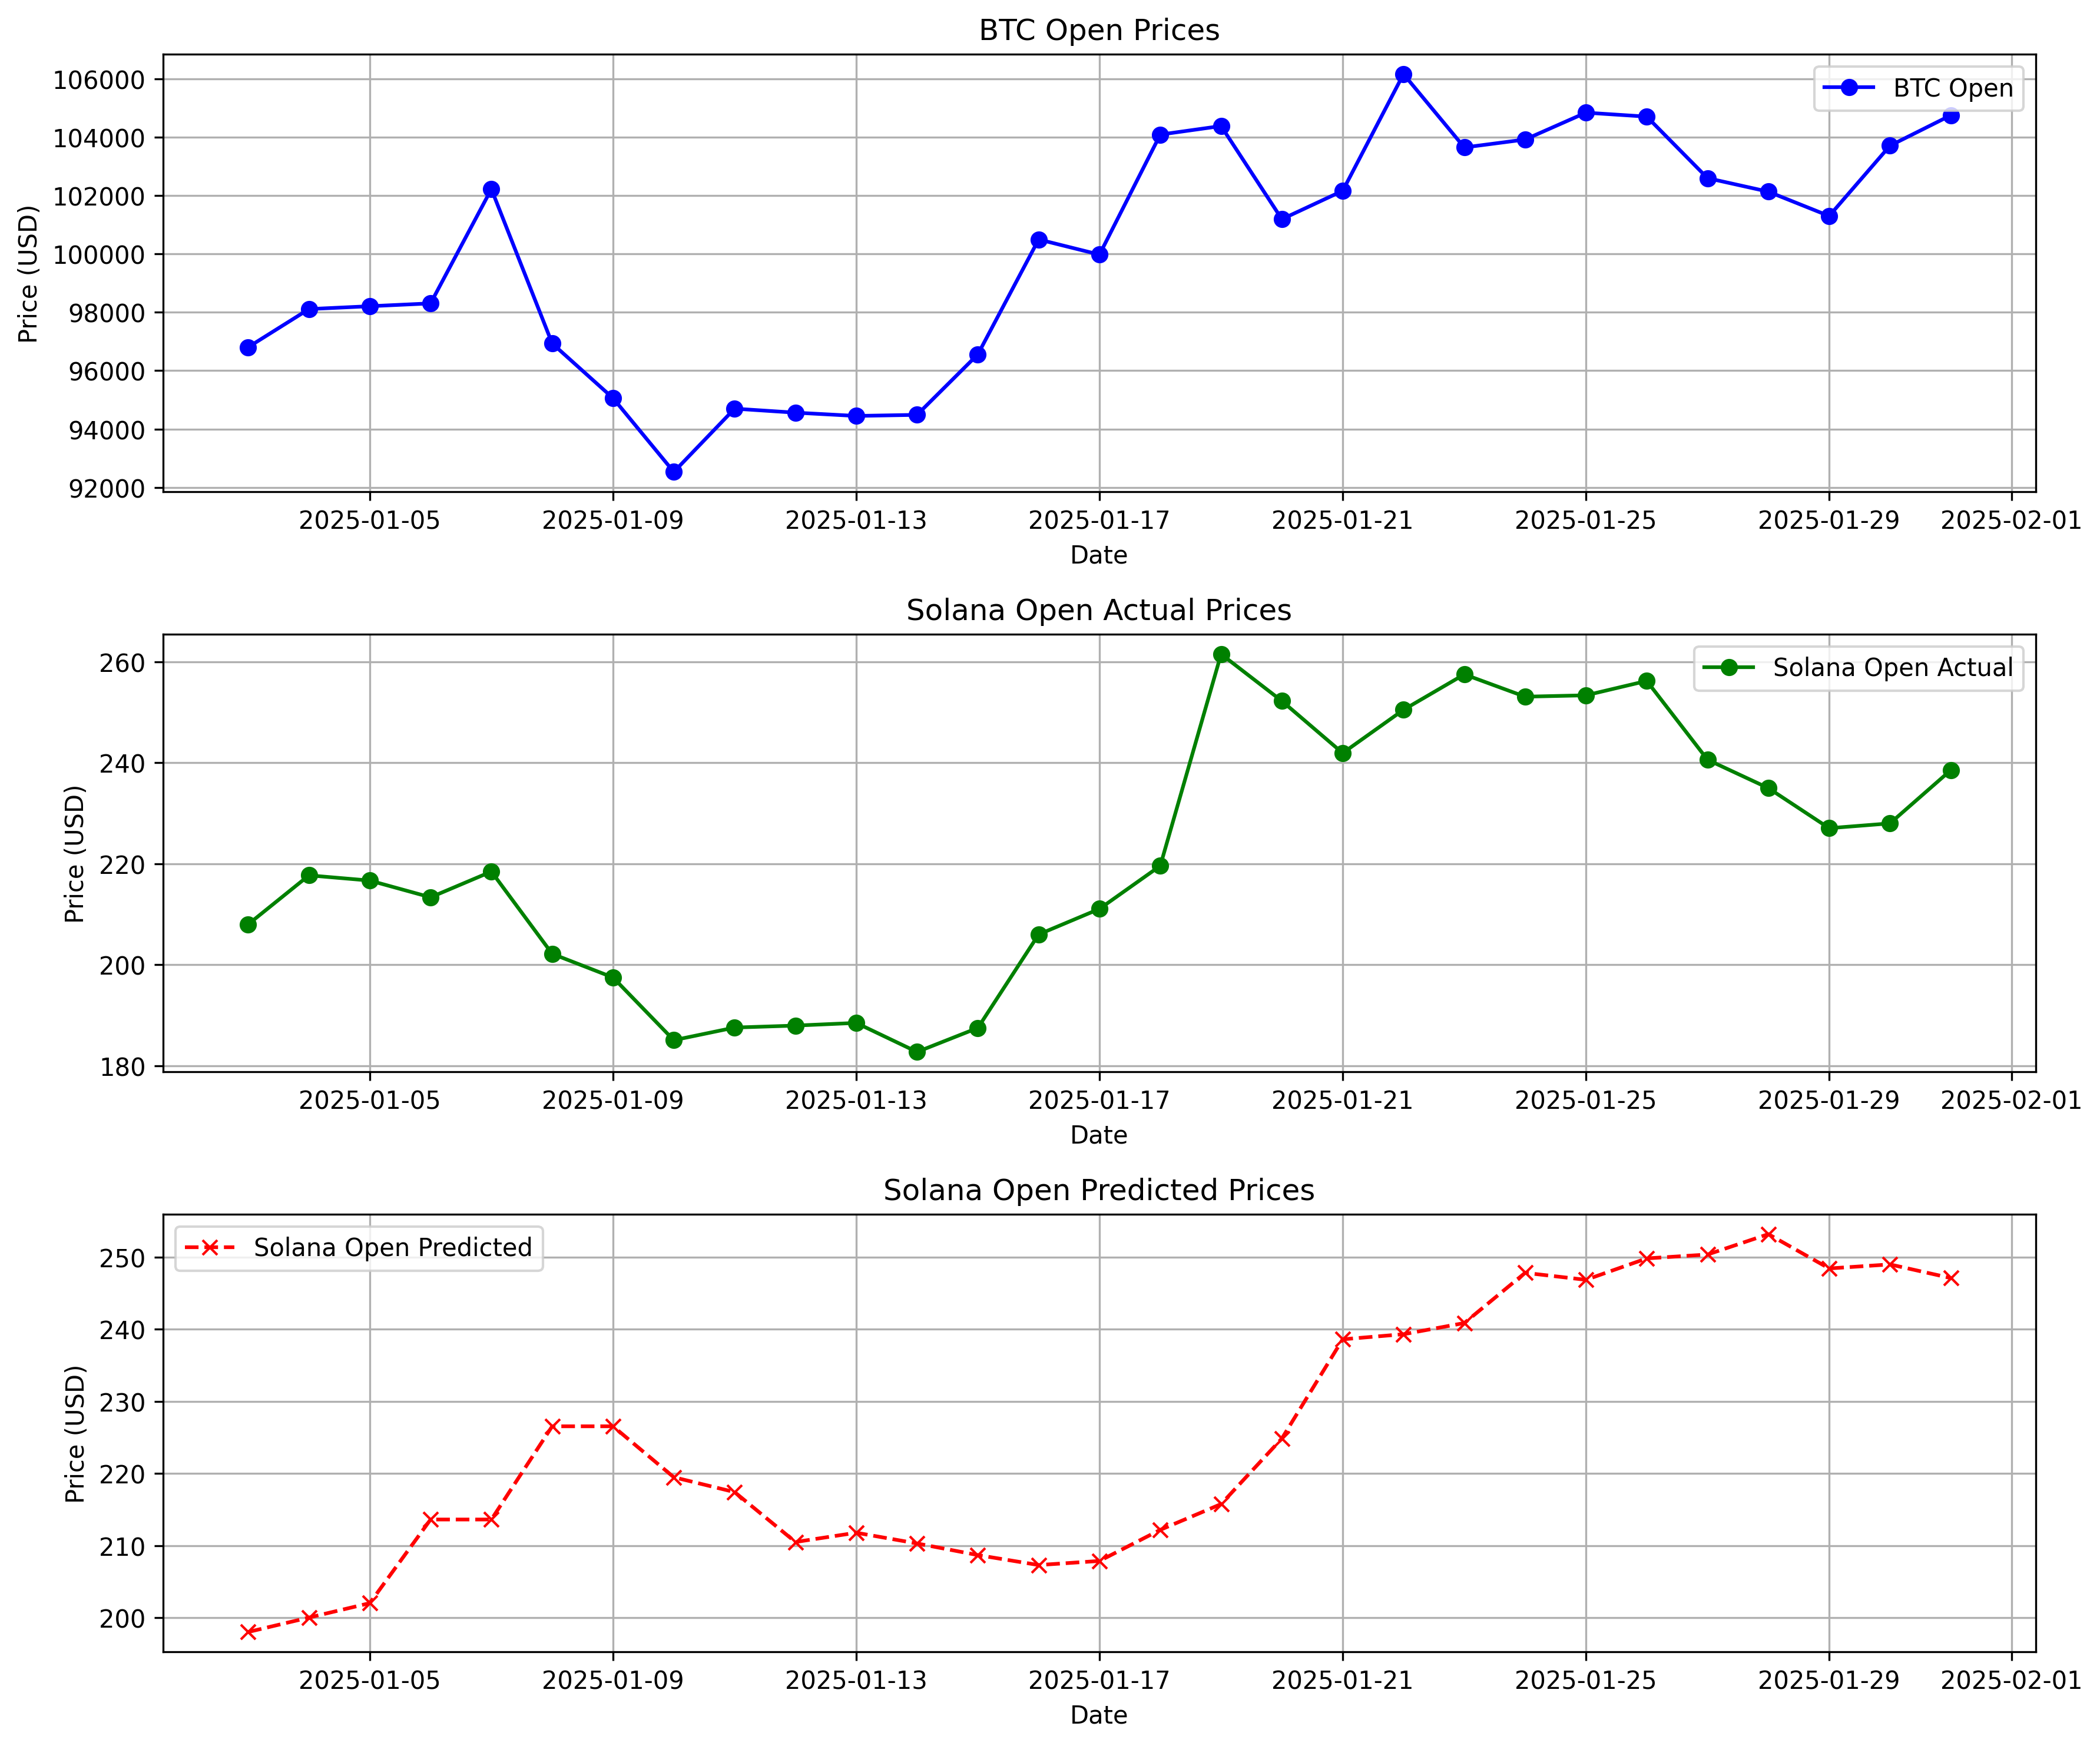 BTC Open Prices
106000
104000
102000
100000
98000
96000
94000
92000
Price (USD)
BTC Open
2025-01-05 2025-01-09 2025-01-13 2025-01-17 2025-01-21 2025-01-25 2025-01-29 2025-02-01
Date
Solana Open Actual Prices
260
240
220
200
180
Price (USD)
Solana Open Actual
2025-01-05 2025-01-09 2025-01-13 2025-01-17 2025-01-21 2025-01-25 2025-01-29 2025-02-01
Date
Solana Open Predicted Prices
250
240
230
220
210
200
Price (USD)
Solana Open Predicted
2025-01-05 2025-01-09 2025-01-13 2025-01-17 2025-01-21 2025-01-25 2025-01-29 2025-02-01
Date